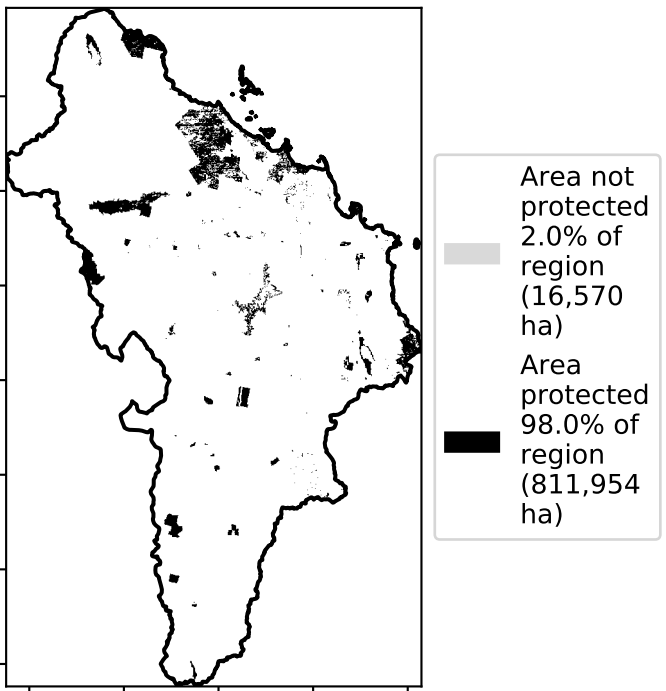 Area not
protected
2.0% of
region
(16,570
ha)
Area
protected
98.0% of
region
(811,954
ha)